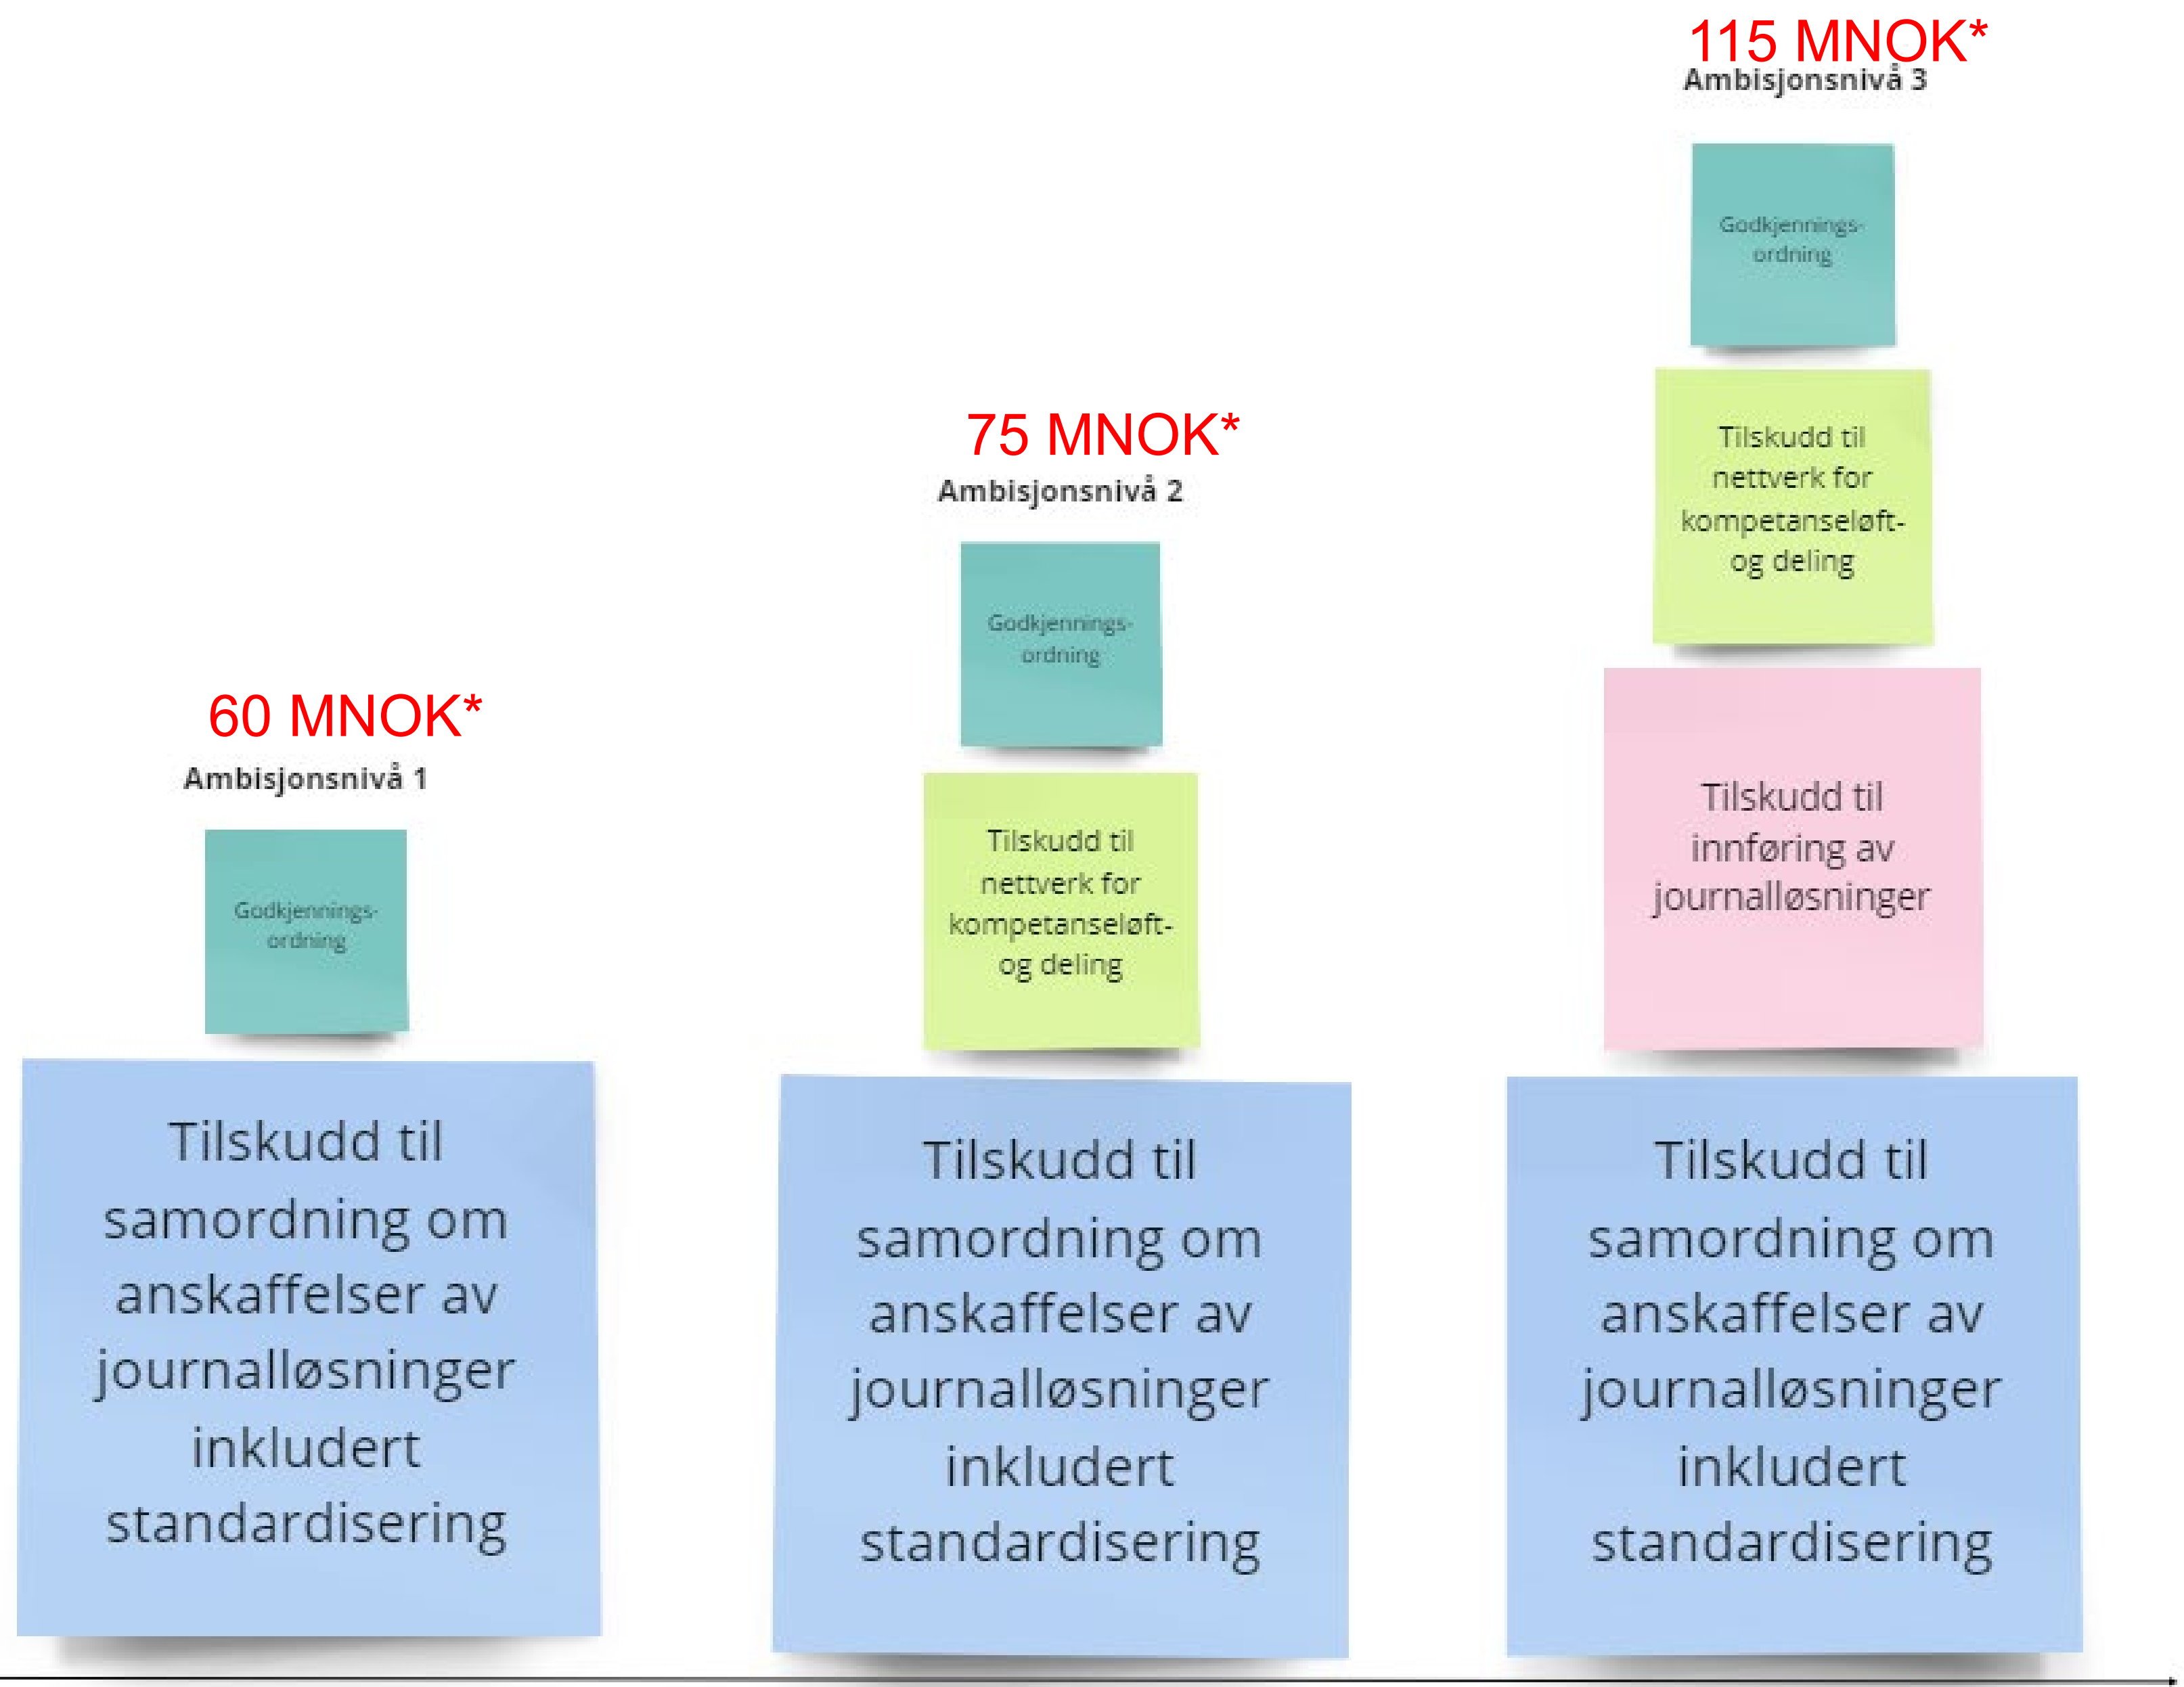 60 MNOK*
Ambisjonsnivå 1
Godkjennings-
ordning
Tilskudd til
samordning om
anskaffelser av
journalløsninger
inkludert
standardisering
75 MNOK*
Ambisjonsnivå 2
Godkjennings-
ordning
Tilskudd til
nettverk for
kompetanseløft-
og deling
Tilskudd til
samordning om
anskaffelser av
journalløsninger
inkludert
standardisering
115 MNOK*
Ambisjonsnivå 3
Godkjennings-
ordning
Tilskudd til
nettverk for
kompetanseløft-
og deling
Tilskudd til
innføring av
journalløsninger
Tilskudd til
samordning om
anskaffelser av
journalløsninger
inkludert
standardisering